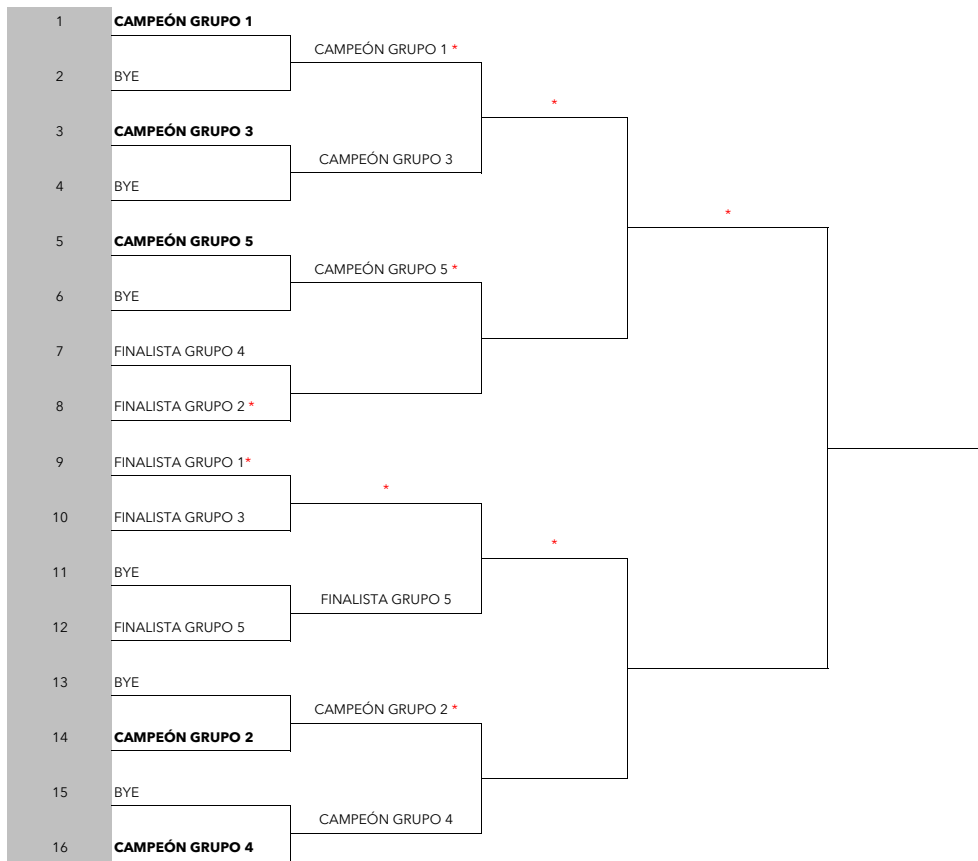 1 CAMPEÓN GRUPO 1
CAMPEÓN GRUPO 1 *
2 BYE
*
3 CAMPEÓN GRUPO 3
CAMPEÓN GRUPO 3
4 BYE
*
5 CAMPEÓN GRUPO 5
CAMPEÓN GRUPO 5 *
6 BYE
7 FINALISTA GRUPO 4
8 FINALISTA GRUPO 2 *
9 FINALISTA GRUPO 1*
*
10 FINALISTA GRUPO 3
*
11 BYE
FINALISTA GRUPO 5
12 FINALISTA GRUPO 5
13 BYE
CAMPEÓN GRUPO 2 *
14 CAMPEÓN GRUPO 2
15 BYE
CAMPEÓN GRUPO 4
16 CAMPEÓN GRUPO 4